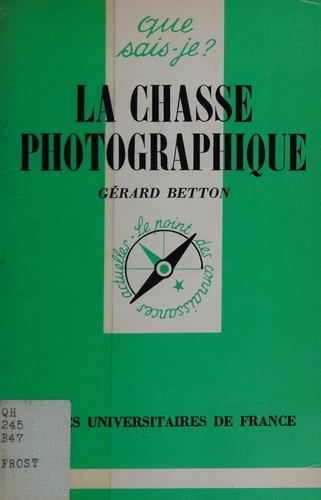 que
sais-je?
LA CHASSE
PHOTOGRAPHIQUE
GÉRARD BETTON
Le point des connaissances actuelles
QH
245
B47
FROST
ES UNIVERSITAIRES DE FRANCE